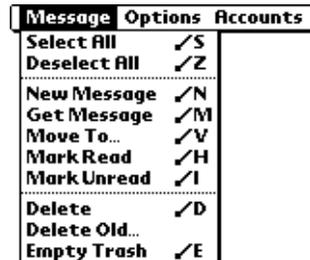 Message Options Accounts
Select All ⁄S
Deselect All ⁄Z
New Message ⁄N
Get Message ⁄M
Move To... ⁄V
Mark Read ⁄H
Mark Unread ⁄I
Delete ⁄D
Delete Old...
Empty Trash ⁄E